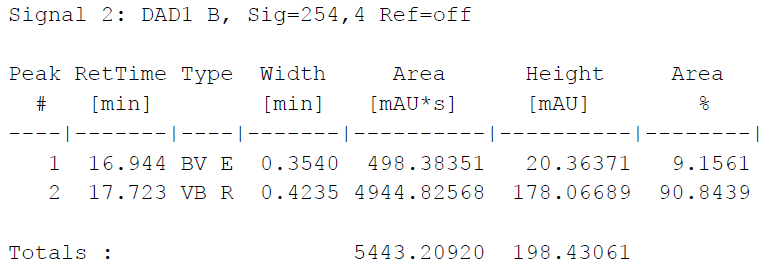 Signal 2: DAD1 B, Sig=254,4 Ref=off
Peak RetTime Type  Width     Area      Height     Area
  #   [min]        [min]   [mAU*s]     [mAU]        %
----|-------|----|-------|----------|----------|--------|
   1  16.944 BV E  0.3540  498.38351   20.36371   9.1561
   2  17.723 VB R  0.4235 4944.82568  178.06689  90.8439
Totals :                  5443.20920  198.43061